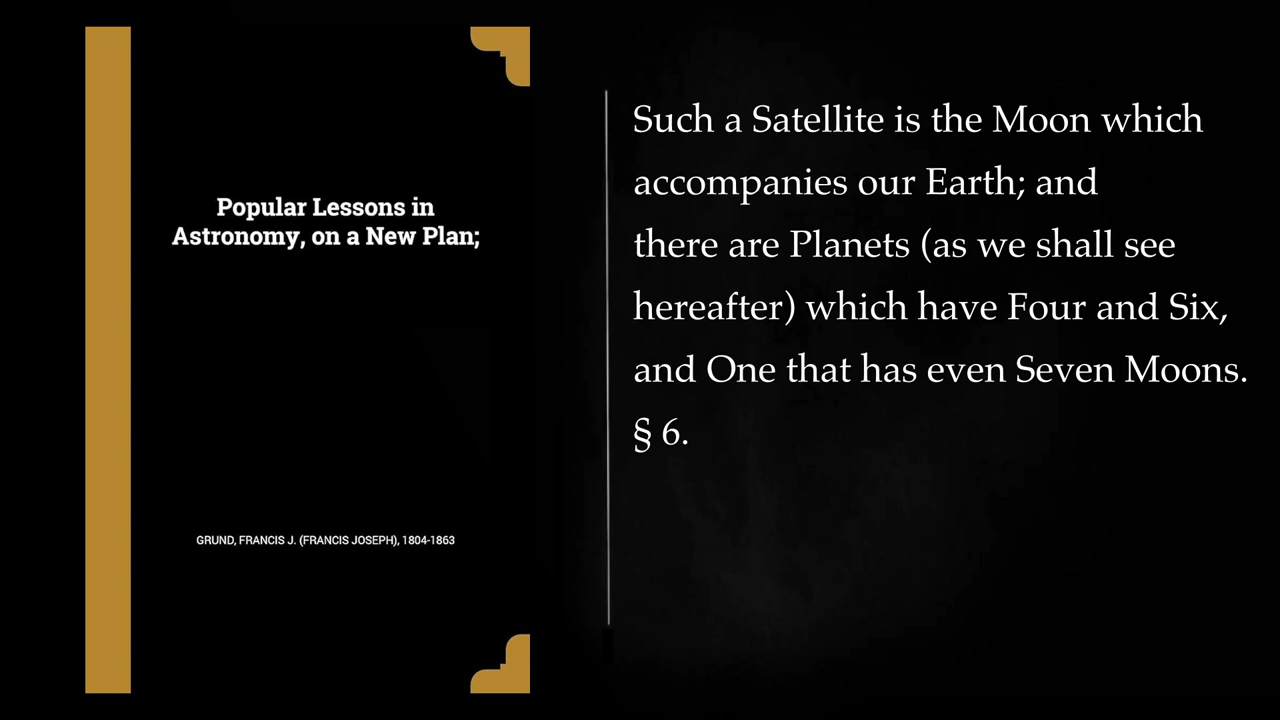 Popular Lessons in
Astronomy, on a New Plan;
GRUND, FRANCIS J. (FRANCIS JOSEPH), 1804-1863
Such a Satellite is the Moon which
accompanies our Earth; and
there are Planets (as we shall see
hereafter) which have Four and Six,
and One that has even Seven Moons.
§ 6.